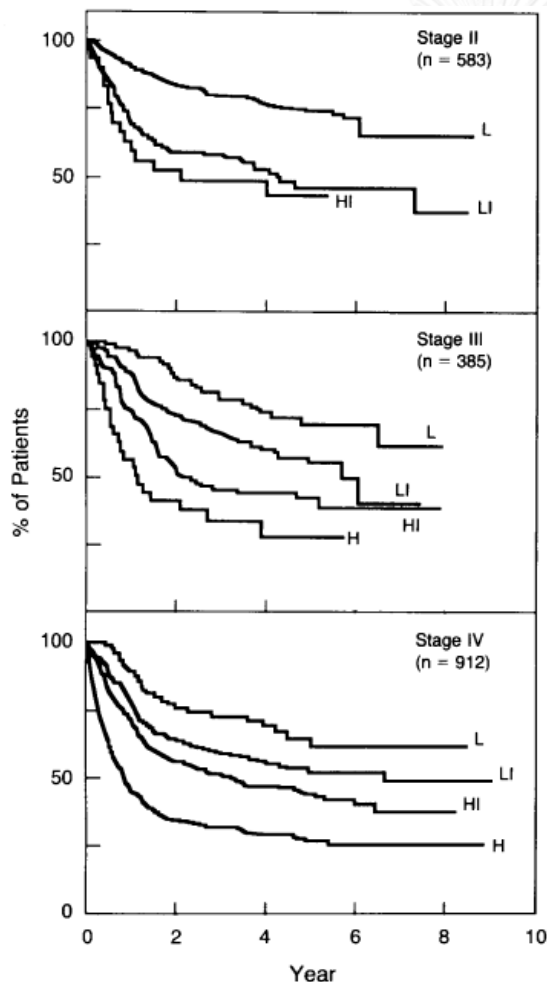 Stage II
(n = 583)
100
L
50
HI
LI
Stage III
(n = 385)
100
L
50
LI
HI
H
Stage IV
(n = 912)
100
L
LI
50
HI
H
0
0 2 4 6 8 10
Year
% of Patients